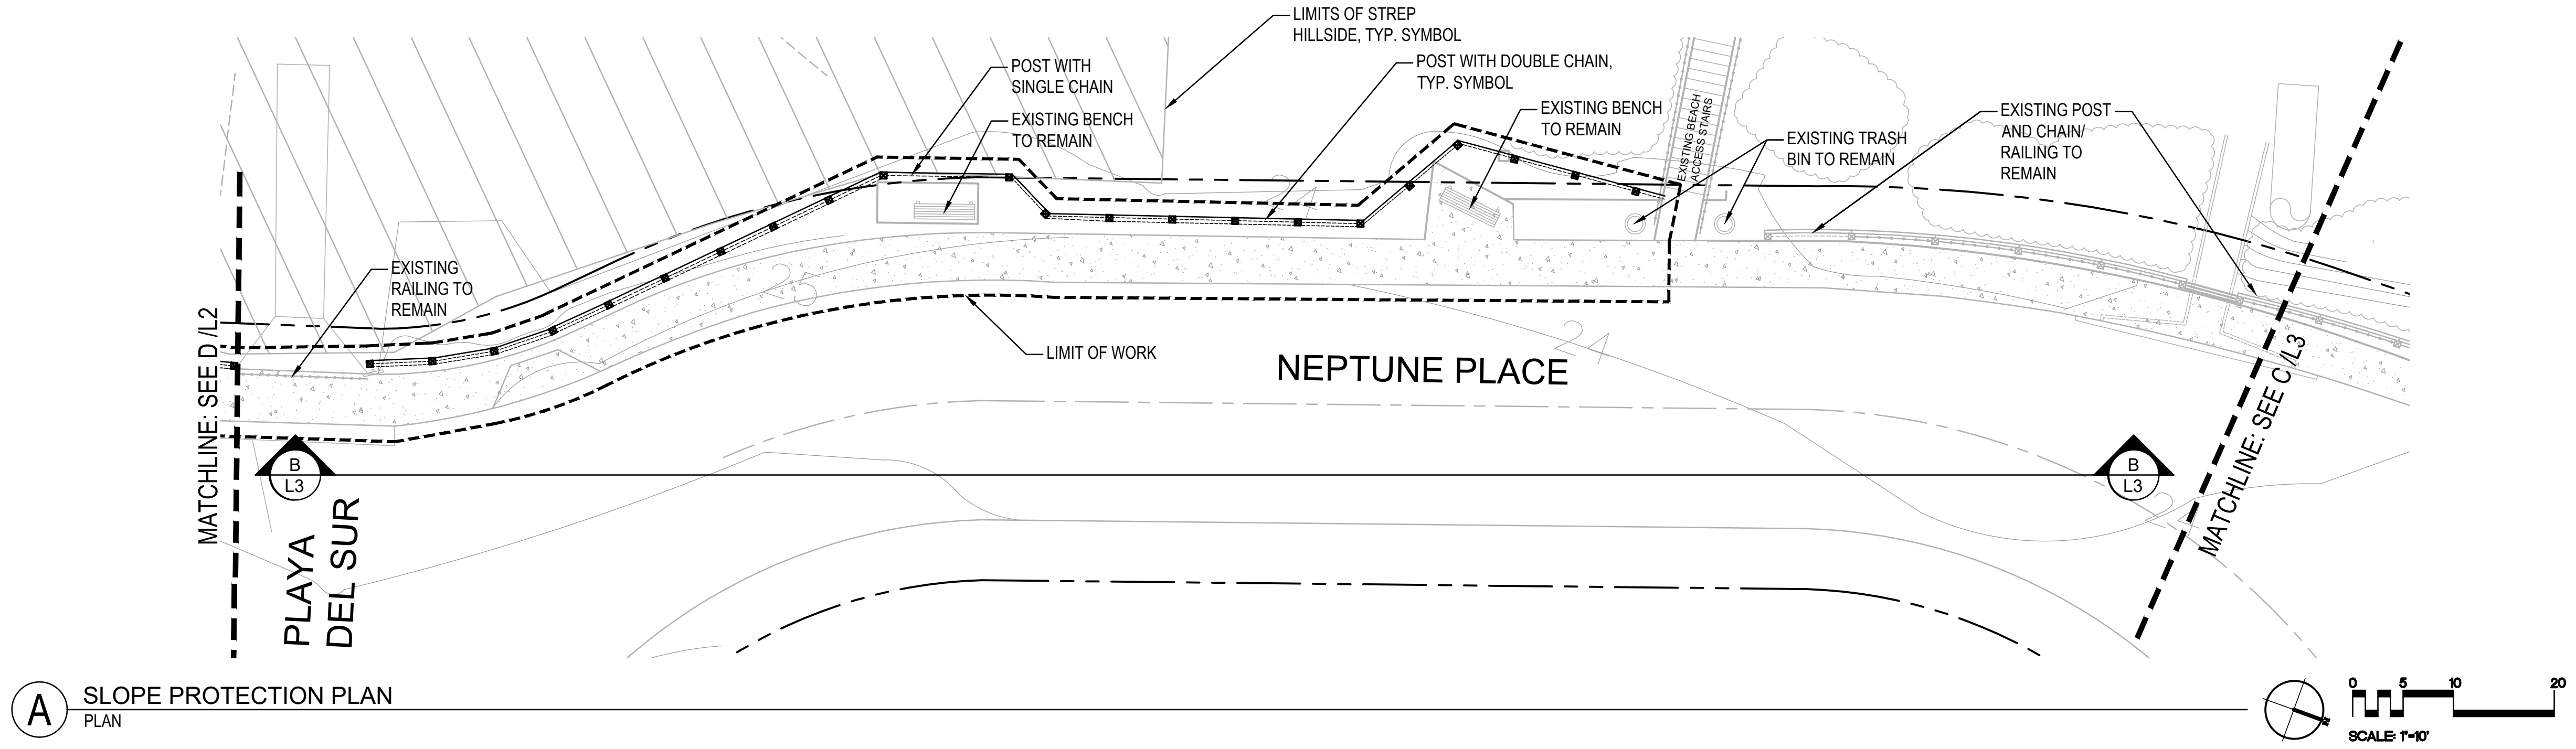 LIMITS OF STREP
HILLSIDE, TYP. SYMBOL
POST WITH
SINGLE CHAIN
POST WITH DOUBLE CHAIN,
TYP. SYMBOL
EXISTING BENCH
TO REMAIN
EXISTING BENCH
TO REMAIN
EXISTING BEACH
ACCESS STAIRS
EXISTING TRASH
BIN TO REMAIN
EXISTING POST
AND CHAIN/
RAILING TO
REMAIN
EXISTING
RAILING TO
REMAIN
25
24
24
LIMIT OF WORK
NEPTUNE PLACE
MATCHLINE: SEE D /L2
MATCHLINE: SEE C /L3
B
L3
B
L3
PLAYA
DEL SUR
A
SLOPE PROTECTION PLAN
PLAN
N
0 5 10 20
SCALE: 1"=10'